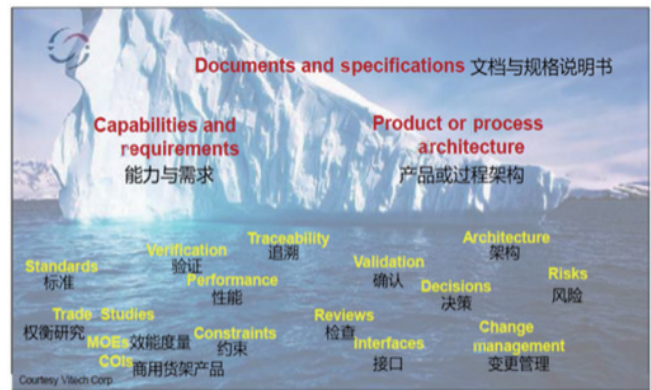 Documents and specifications 文档与规格说明书
Capabilities and
requirements
能力与需求
Product or process
architecture
产品或过程架构
Traceability
追溯
Architecture
架构
Verification
验证
Standards
标准
Validation
确认
Performance
性能
Decisions
决策
Risks
风险
Trade Studies
权衡研究
MOEs效能度量
COIs
商用货架产品
Constraints
约束
Reviews
检查
Interfaces
接口
Change
management
变更管理
Courtesy Vitech Corp